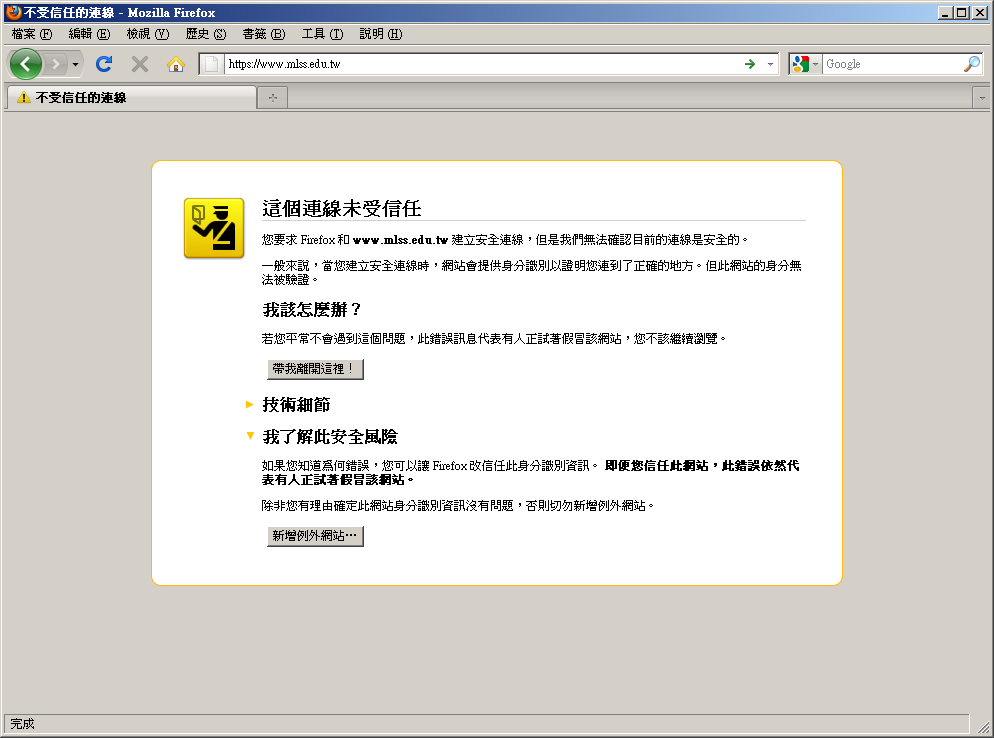 不受信任的連線 - Mozilla Firefox
檔案 (F) 編輯 (E) 檢視 (V) 歷史 (S) 書籤 (B) 工具 (T) 說明 (H)
https://www.mlss.edu.tw Google
不受信任的連線
這個連線未受信任
您要求 Firefox 和 www.mlss.edu.tw 建立安全連線，但是我們無法確認目前的連線是安全的。
一般來說，當您建立安全連線時，網站會提供身分識別以證明您連到了正確的地方。但此網站的身分無
法被驗證。
我該怎麼辦？
若您平常不會遇到這個問題，此錯誤訊息代表有人正試著假冒該網站，您不該繼續瀏覽。
帶我離開這裡！
技術細節
我了解此安全風險
如果您知道為何錯誤，您可以讓 Firefox 改信任此身分識別資訊。 即便您信任此網站，此錯誤依然代
表有人正試著假冒該網站。
除非您有理由確定此網站身分識別資訊沒有問題，否則切勿新增例外網站。
新增例外網站…
完成